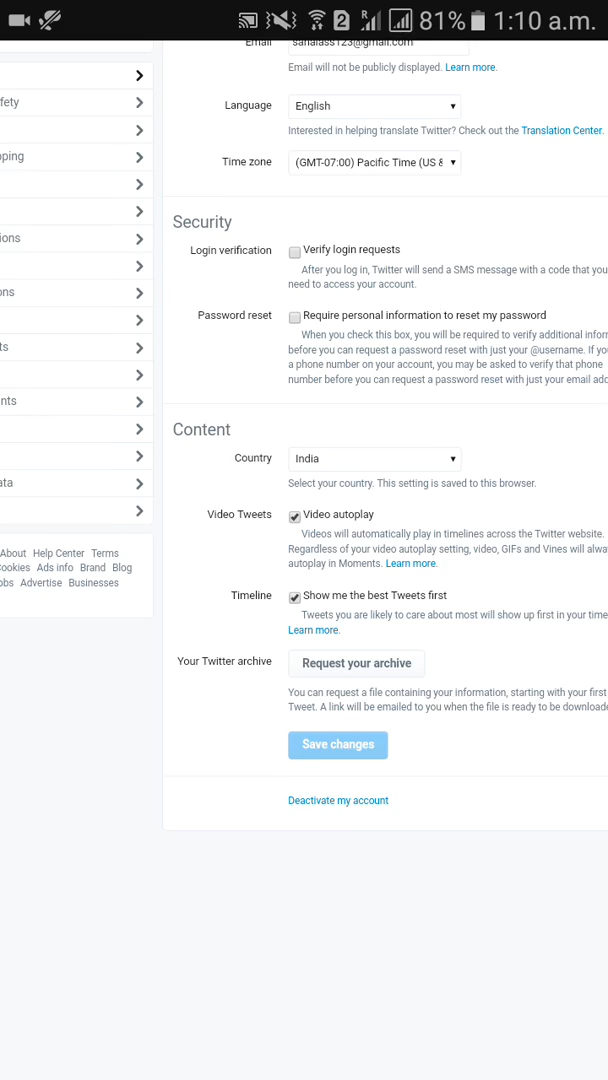 2 R 81% 1:10 a.m.
Email sanalass123@gmail.com
Email will not be publicly displayed. Learn more.
fety
Language English
Interested in helping translate Twitter? Check out the Translation Center.
pping
Time zone (GMT-07:00) Pacific Time (US &
Security
ions
Login verification Verify login requests
After you log in, Twitter will send a SMS message with a code that you
need to access your account.
ons
Password reset Require personal information to reset my password
When you check this box, you will be required to verify additional infor
ts
before you can request a password reset with just your @username. If yo
a phone number on your account, you may be asked to verify that phone
number before you can request a password reset with just your email add
nts
Content
Country India
Select your country. This setting is saved to this browser.
ata
Video Tweets Video autoplay
Videos will automatically play in timelines across the Twitter website.
Regardless of your video autoplay setting, video, GIFs and Vines will alwa
autoplay in Moments. Learn more.
About Help Center Terms
Cookies Ads info Brand Blog
obs Advertise Businesses
Timeline Show me the best Tweets first
Tweets you are likely to care about most will show up first in your time
Learn more.
Your Twitter archive Request your archive
You can request a file containing your information, starting with your first
Tweet. A link will be emailed to you when the file is ready to be downloade
Save changes
Deactivate my account